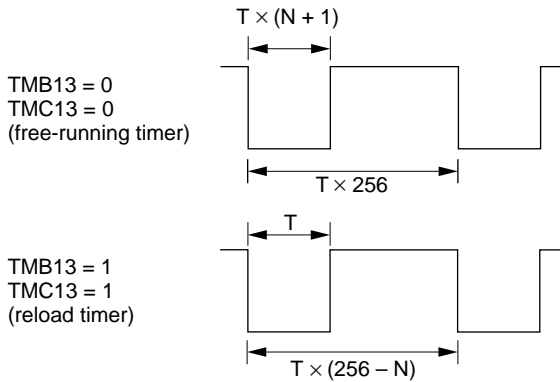 T × (N + 1)
TMB13 = 0
TMC13 = 0
(free-running timer)
T × 256
T
TMB13 = 1
TMC13 = 1
(reload timer)
T × (256 – N)